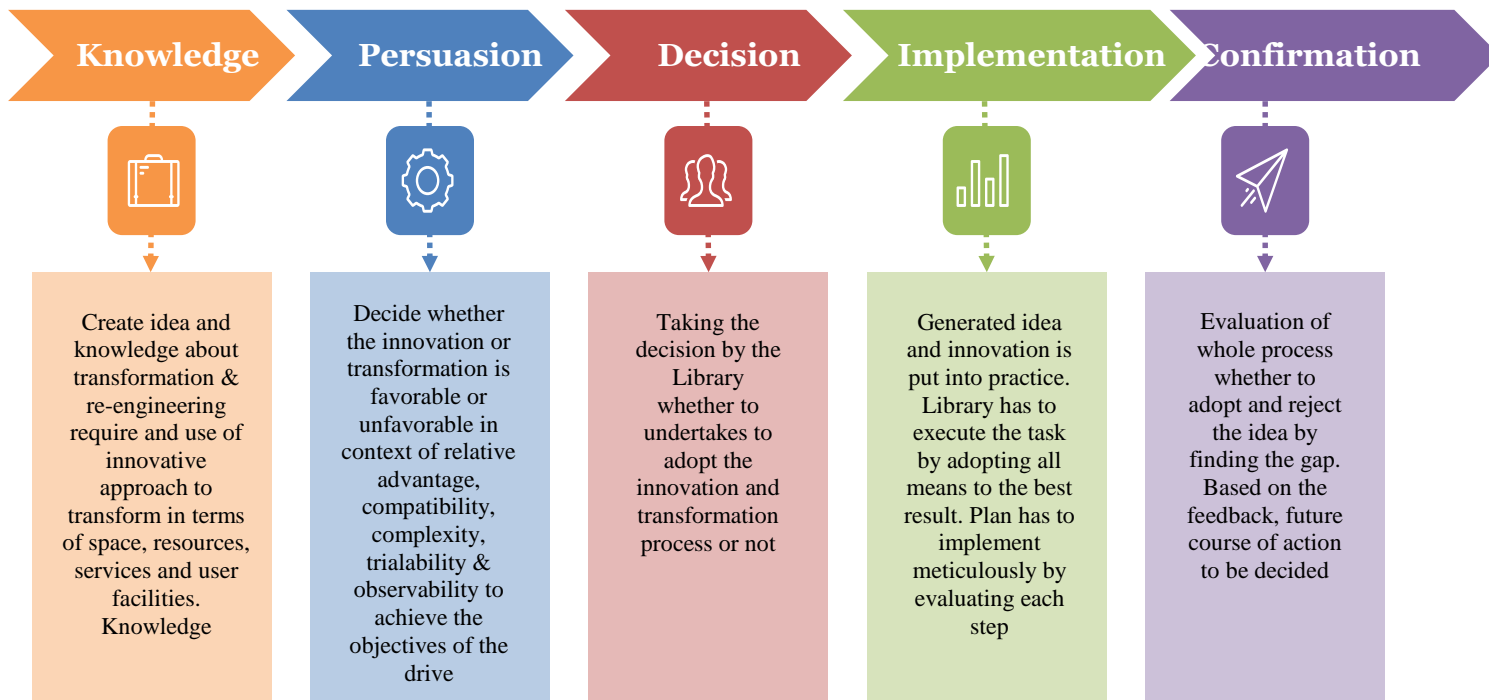 Knowledge
Persuasion
Decision
Implementation
Confirmation
Create idea and
knowledge about
transformation &
re-engineering
require and use of
innovative
approach to
transform in terms
of space, resources,
services and user
facilities.
Knowledge
Decide whether
the innovation or
transformation is
favorable or
unfavorable in
context of relative
advantage,
compatibility,
complexity,
trialability &
observability to
achieve the
objectives of the
drive
Taking the
decision by the
Library
whether to
undertakes to
adopt the
innovation and
transformation
process or not
Generated idea
and innovation is
put into practice.
Library has to
execute the task
by adopting all
means to the best
result. Plan has to
implement
meticulously by
evaluating each
step
Evaluation of
whole process
whether to
adopt and reject
the idea by
finding the gap.
Based on the
feedback, future
course of action
to be decided